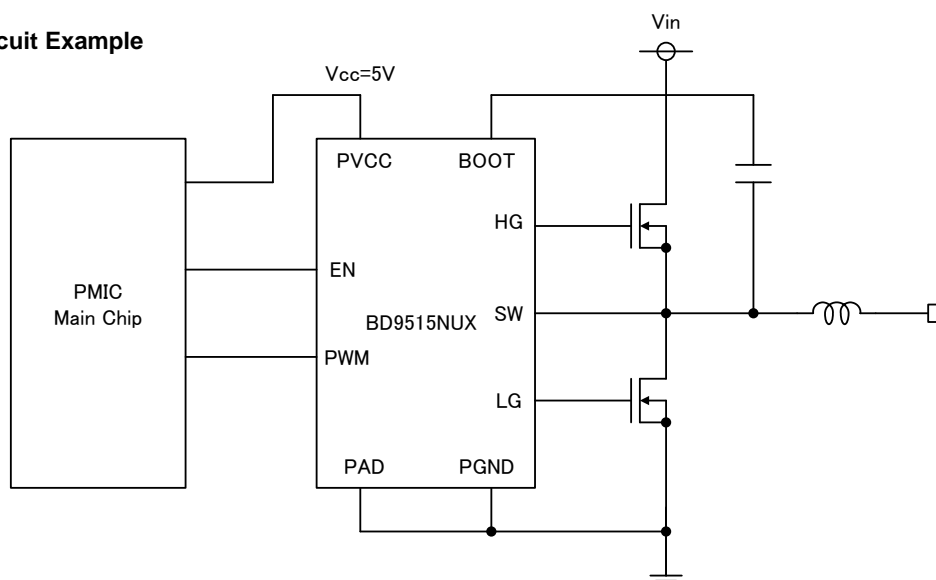 cuit Example
Vin
Vcc=5V
PVCC
BOOT
HG
EN
PMIC
Main Chip
SW
BD9515NUX
PWM
LG
PAD
PGND